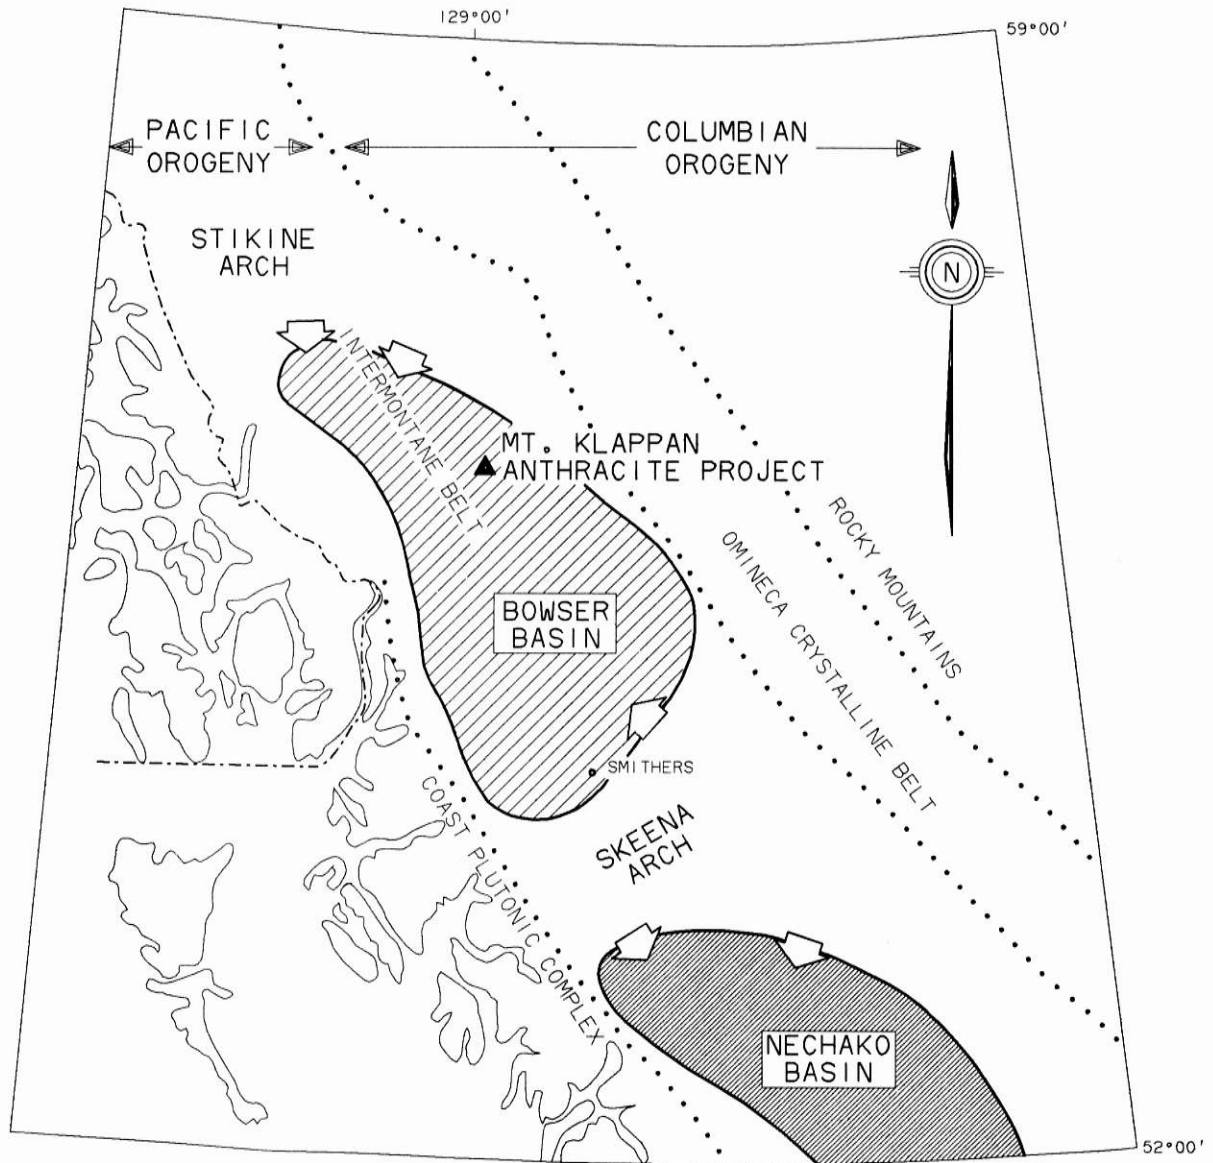 129°00'
59°00'
PACIFIC
OROGENY
COLUMBIAN
OROGENY
STIKINE
ARCH
N
INTERMONTANE BELT
MT. KLAPPAN
ANTHRACITE PROJECT
ROCKY MOUNTAINS
OMINECA CRYSTALLINE BELT
BOWSER
BASIN
SMITHERS
COAST PLUTONIC COMPLEX
SKEENA
ARCH
NECHAKO
BASIN
52°00'